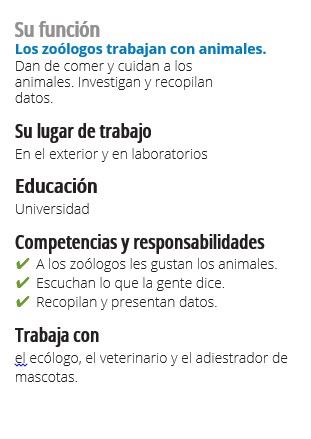 Su función
Los zoólogos trabajan con animales.
Dan de comer y cuidan a los
animales. Investigan y recopilan
datos.
Su lugar de trabajo
En el exterior y en laboratorios
Educación
Universidad
Competencias y responsabilidades
✔ A los zoólogos les gustan los animales.
✔ Escuchan lo que la gente dice.
✔ Recopilan y presentan datos.
Trabaja con
el ecólogo, el veterinario y el adiestrador de
mascotas.